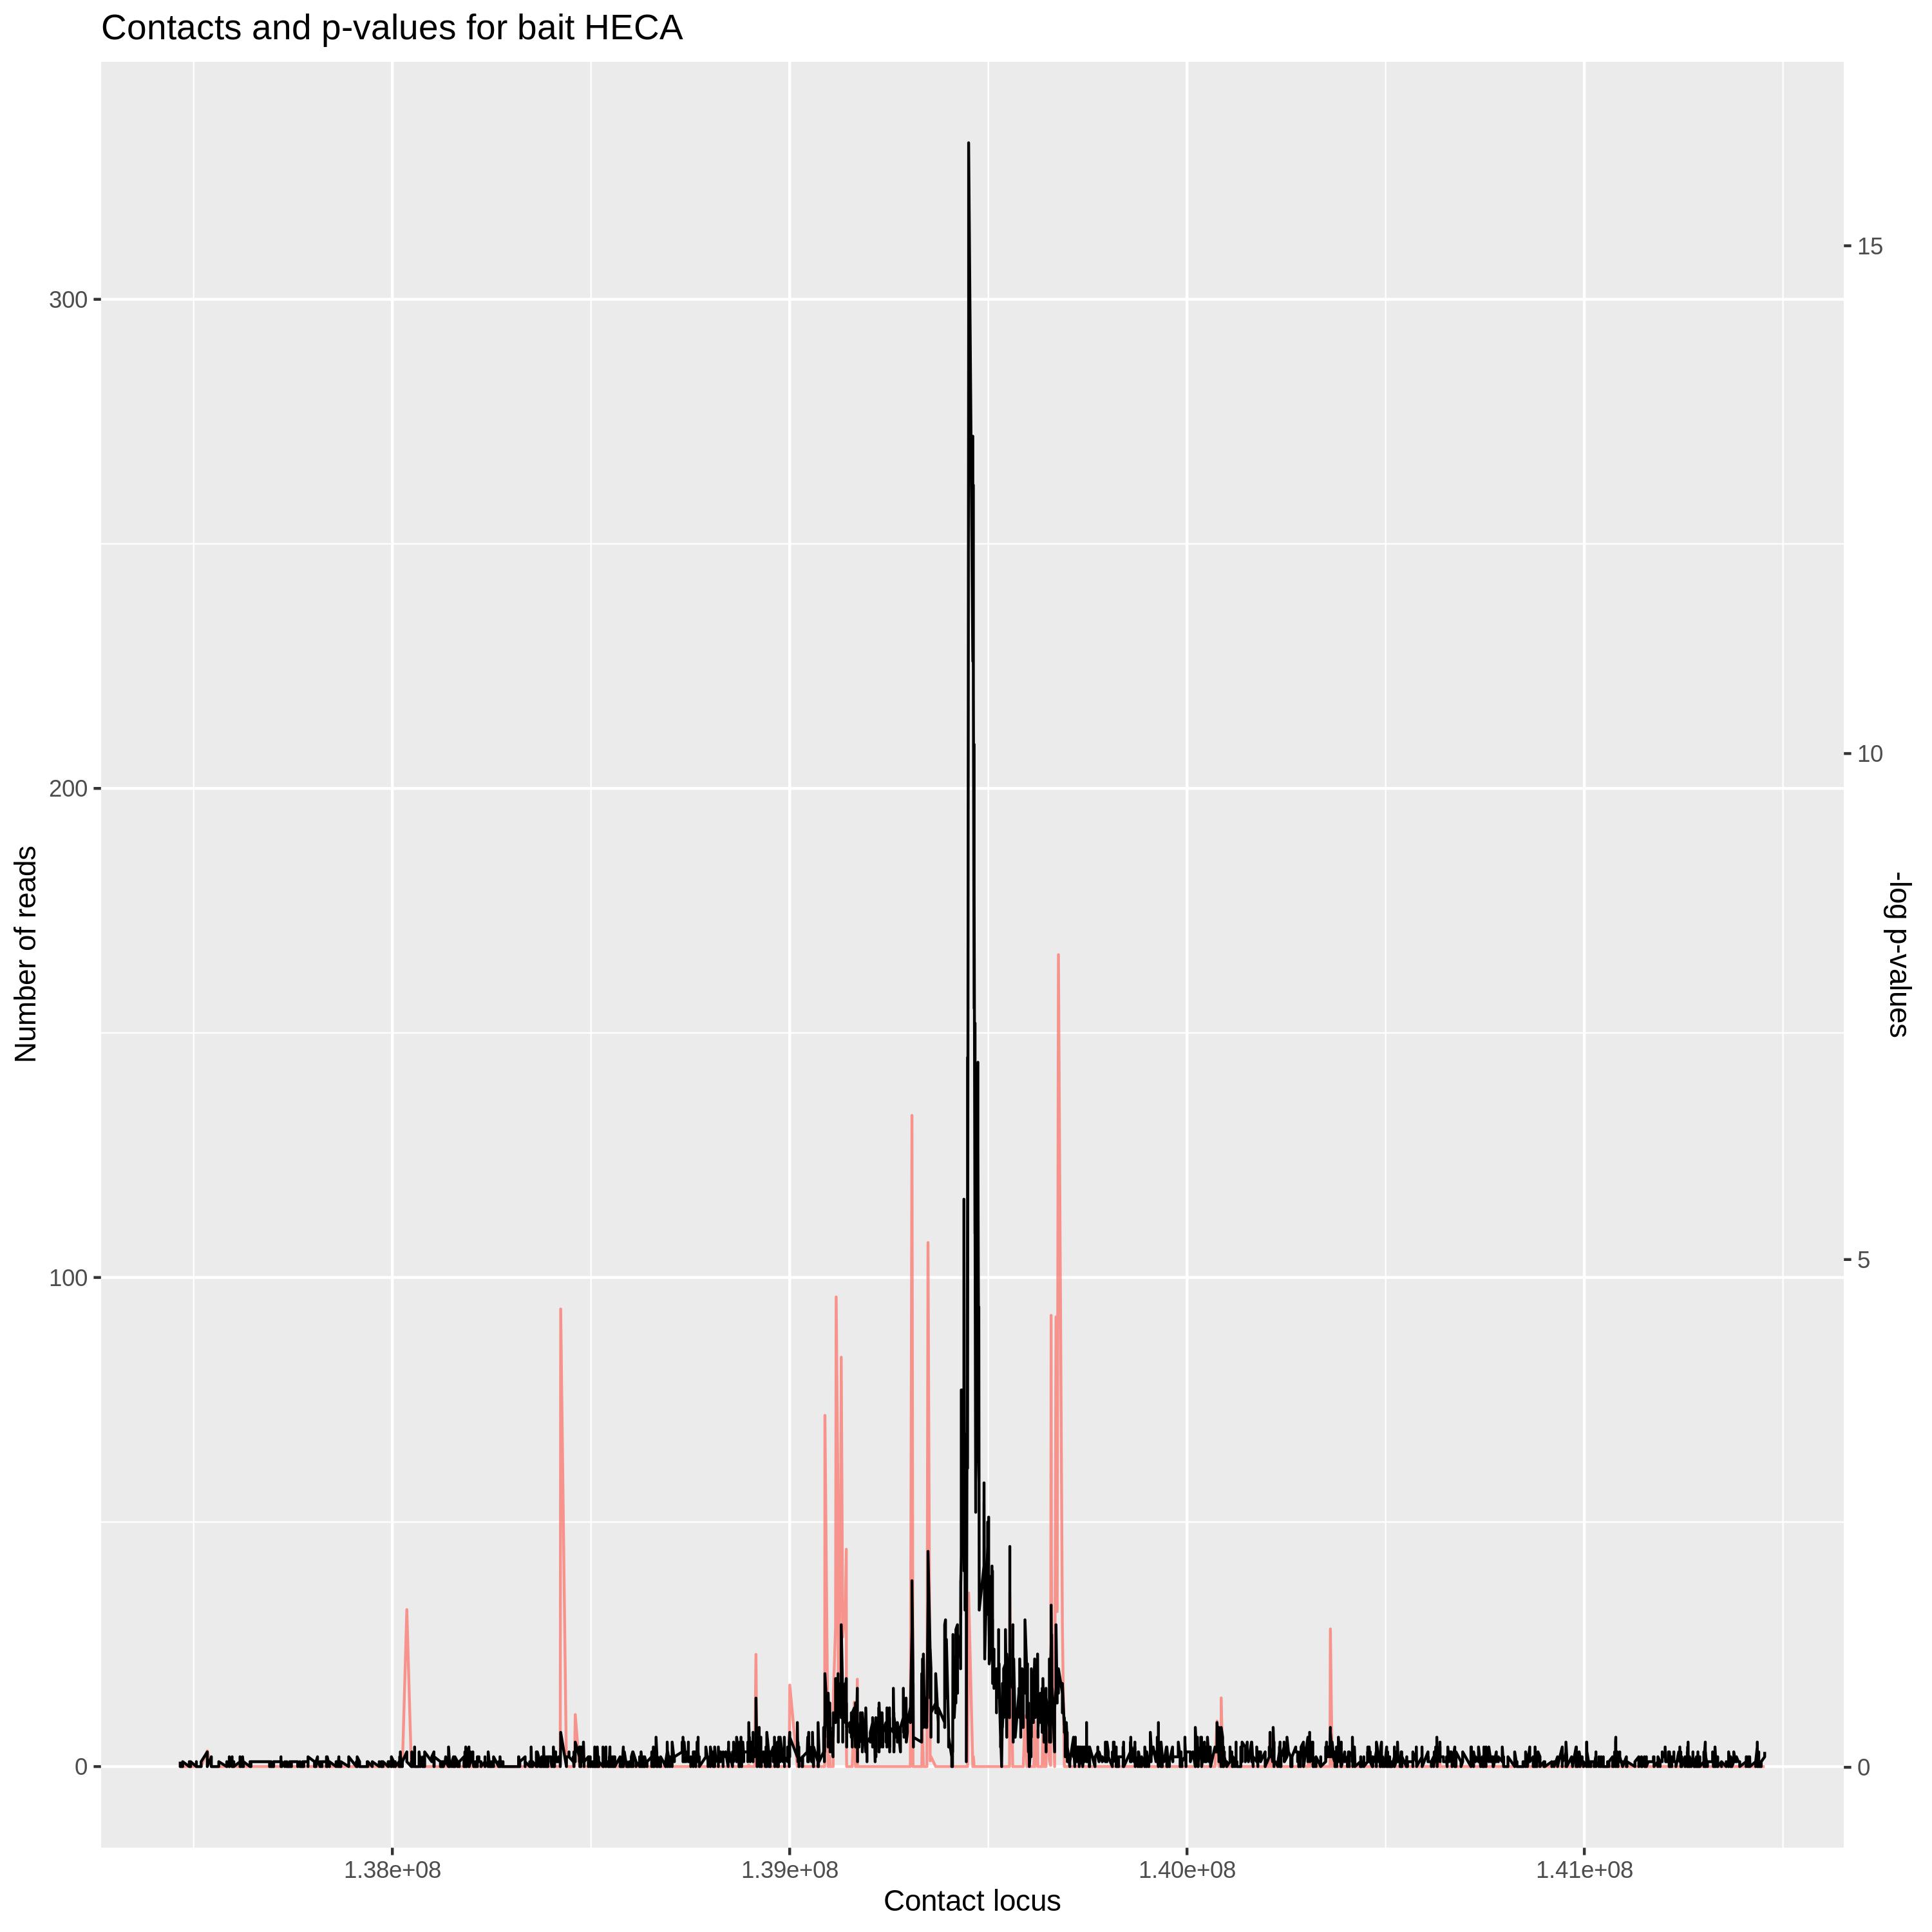 Contacts and p-values for bait HECA
300
200
100
0
15
10
5
0
Number of reads
-log p-values
1.38e+08
1.39e+08
1.40e+08
1.41e+08
Contact locus